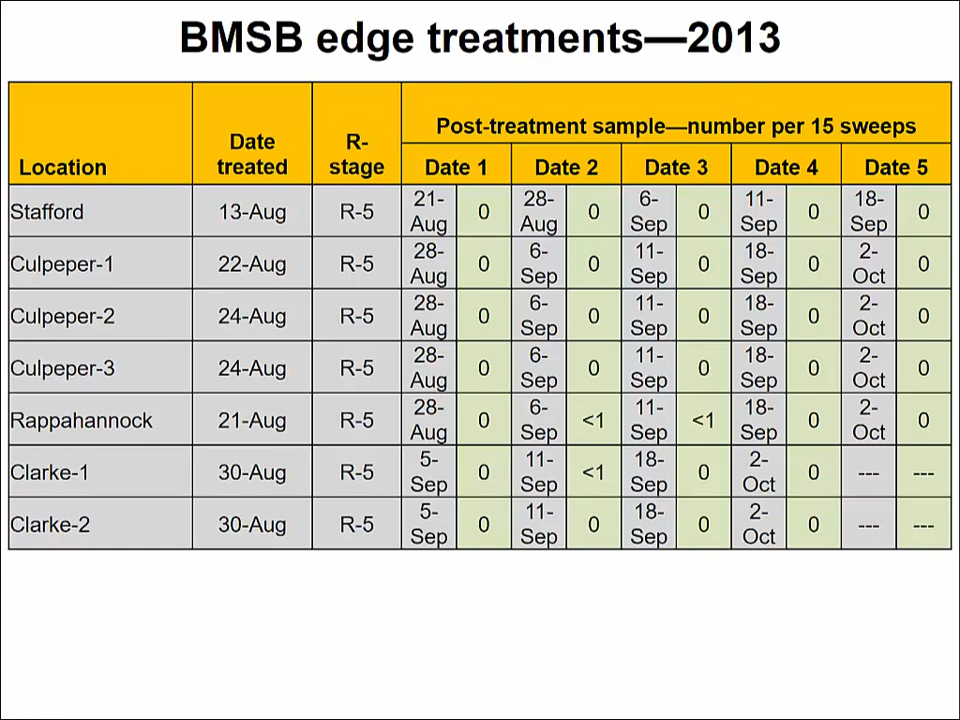 BMSB edge treatments—2013
Location
Date treated
R-stage
Post-treatment sample—number per 15 sweeps
Date 1 Date 2 Date 3 Date 4 Date 5
Stafford 13-Aug R-5 21-Aug 0 28-Aug 0 6-Sep 0 11-Sep 0 18-Sep 0
Culpeper-1 22-Aug R-5 28-Aug 0 6-Sep 0 11-Sep 0 18-Sep 0 2-Oct 0
Culpeper-2 24-Aug R-5 28-Aug 0 6-Sep 0 11-Sep 0 18-Sep 0 2-Oct 0
Culpeper-3 24-Aug R-5 28-Aug 0 6-Sep 0 11-Sep 0 18-Sep 0 2-Oct 0
Rappahannock 21-Aug R-5 28-Aug 0 6-Sep <1 11-Sep <1 18-Sep 0 2-Oct 0
Clarke-1 30-Aug R-5 5-Sep 0 11-Sep <1 18-Sep 0 2-Oct 0 --- ---
Clarke-2 30-Aug R-5 5-Sep 0 11-Sep 0 18-Sep 0 2-Oct 0 --- ---